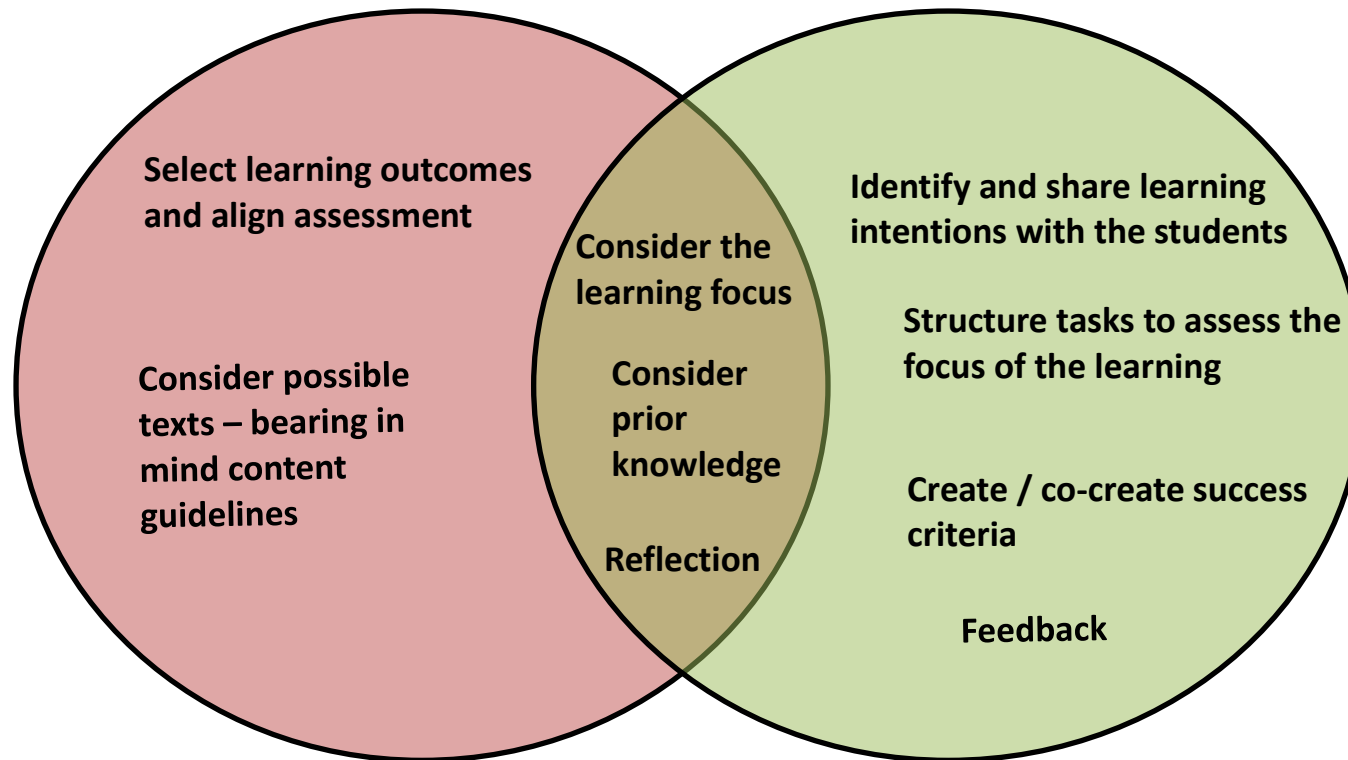 Select learning outcomes
and align assessment
Consider possible
texts – bearing in
mind content
guidelines
Consider the
learning focus
Consider
prior
knowledge
Reflection
Identify and share learning
intentions with the students
Structure tasks to assess the
focus of the learning
Create / co-create success
criteria
Feedback